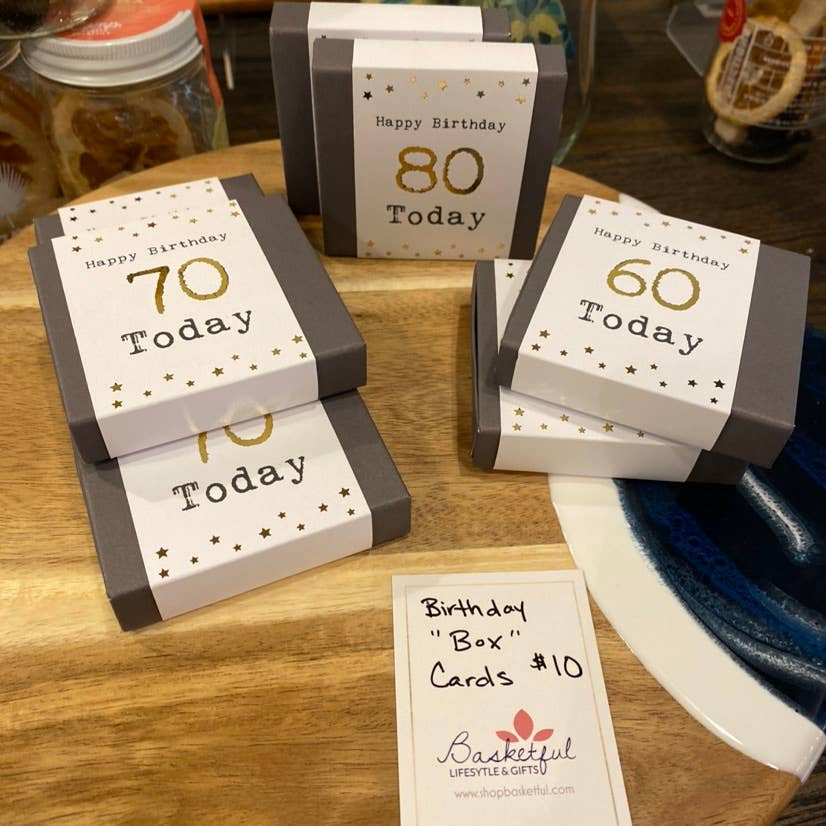 Happy Birthday
80
Today
Happy Birthday
70
Today
70
Today
Happy Birthday
60
Today
Birthday
"Box"
Cards $10
Basketful
LIFESYTLE & GIFTS
www.shopbasketful.com